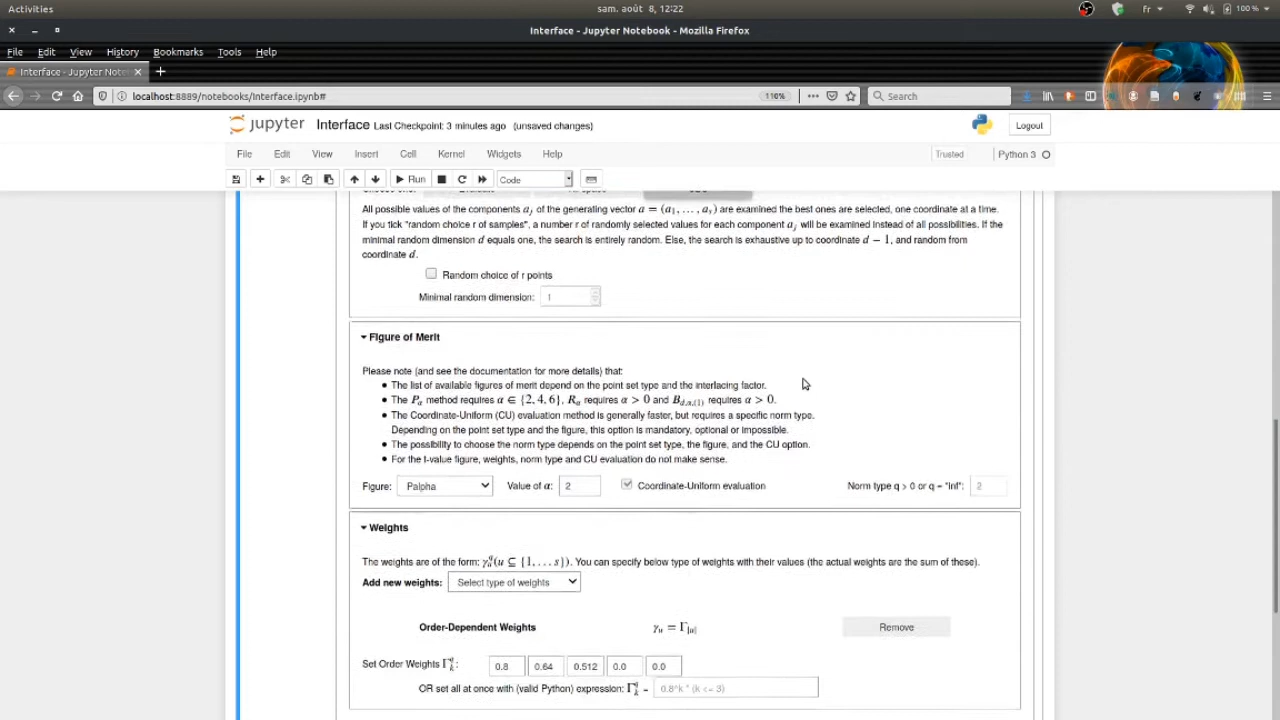 Activities
sam. août 8, 12:22
Fr
100 %
Interface - Jupyter Notebook - Mozilla Firefox
File Edit View History Bookmarks Tools Help
Interface - Jupyter Note
localhost:8889/notebooks/Interface.ipynb#
110%
Search
jupyter Interface Last Checkpoint: 3 minutes ago (unsaved changes)
Logout
File Edit View Insert Cell Kernel Widgets Help
Trusted
Python 3
Run
Code
All possible values of the components aⱼ of the generating vector a = (a₁, . . . , aₛ) are examined the best ones are selected, one coordinate at a time.
If you tick "random choice r of samples", a number r of randomly selected values for each component aⱼ will be examined instead of all possibilities. If the
minimal random dimension d equals one, the search is entirely random. Else, the search is exhaustive up to coordinate d − 1, and random from
coordinate d.
Random choice of r points
Minimal random dimension: 1
Figure of Merit
Please note (and see the documentation for more details) that:
• The list of available figures of merit depend on the point set type and the interlacing factor.
• The Pα method requires α ∈ {2, 4, 6}, Rα requires α > 0 and B_{d,α,(1)} requires α > 0.
• The Coordinate-Uniform (CU) evaluation method is generally faster, but requires a specific norm type.
Depending on the point set type and the figure, this option is mandatory, optional or impossible.
• The possibility to choose the norm type depends on the point set type, the figure, and the CU option.
• For the t-value figure, weights, norm type and CU evaluation do not make sense.
Figure: Palpha Value of α: 2 Coordinate-Uniform evaluation Norm type q > 0 or q = "inf": 2
Weights
The weights are of the form: γ_u^q(u ⊆ {1, . . . s}). You can specify below type of weights with their values (the actual weights are the sum of these).
Add new weights: Select type of weights
Order-Dependent Weights γ_u = Γ_{|u|} Remove
Set Order Weights Γ_k^q: 0.8 0.64 0.512 0.0 0.0
OR set all at once with (valid Python) expression: Γ_k^q = 0.8^k * (k <= 3)